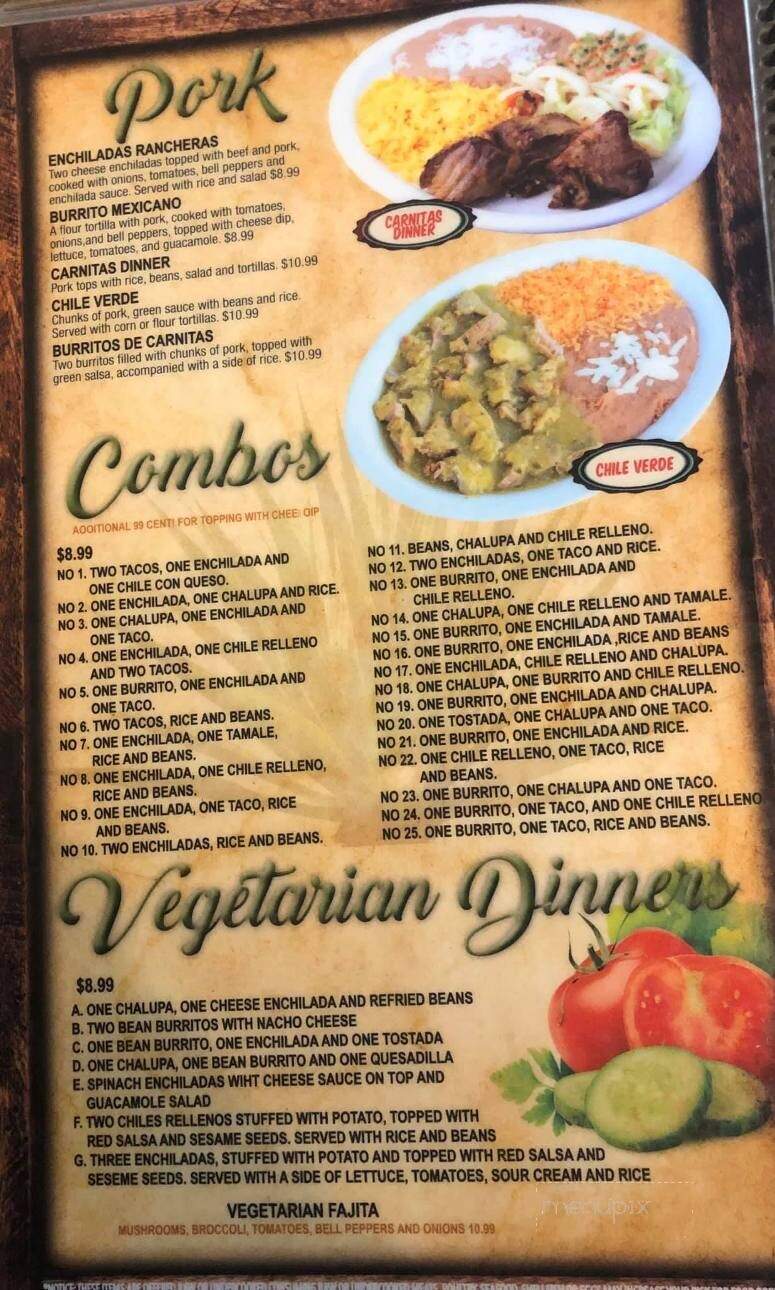 Pork
ENCHILADAS RANCHERAS
Two cheese enchiladas topped with beef and pork,
cooked with onions, tomatoes, bell peppers and
enchilada sauce. Served with rice and salad $8.99
BURRITO MEXICANO
A flour tortilla with pork, cooked with tomatoes,
onions,and bell peppers, topped with cheese dip,
lettuce, tomatoes, and guacamole. $8.99
CARNITAS DINNER
Pork tops with rice, beans, salad and tortillas. $10.99
CHILE VERDE
Chunks of pork, green sauce with beans and rice.
Served with corn or flour tortillas. $10.99
BURRITOS DE CARNITAS
Two burritos filled with chunks of pork, topped with
green salsa, accompanied with a side of rice. $10.99
CARNITAS
DINNER
CHILE VERDE
Combos
ADDITIONAL 99 CENT! FOR TOPPING WITH CHEE DIP
$8.99
NO 1. TWO TACOS, ONE ENCHILADA AND
ONE CHILE CON QUESO.
NO 2. ONE ENCHILADA, ONE CHALUPA AND RICE.
NO 3. ONE CHALUPA, ONE ENCHILADA AND
ONE TACO.
NO 4. ONE ENCHILADA, ONE CHILE RELLENO
AND TWO TACOS.
NO 5. ONE BURRITO, ONE ENCHILADA AND
ONE TACO.
NO 6. TWO TACOS, RICE AND BEANS.
NO 7. ONE ENCHILADA, ONE TAMALE,
RICE AND BEANS.
NO 8. ONE ENCHILADA, ONE CHILE RELLENO,
RICE AND BEANS.
NO 9. ONE ENCHILADA, ONE TACO, RICE
AND BEANS.
NO 10. TWO ENCHILADAS, RICE AND BEANS.
NO 11. BEANS, CHALUPA AND CHILE RELLENO.
NO 12. TWO ENCHILADAS, ONE TACO AND RICE.
NO 13. ONE BURRITO, ONE ENCHILADA AND
CHILE RELLENO.
NO 14. ONE CHALUPA, ONE CHILE RELLENO AND TAMALE.
NO 15. ONE BURRITO, ONE ENCHILADA AND TAMALE.
NO 16. ONE BURRITO, ONE ENCHILADA ,RICE AND BEANS
NO 17. ONE ENCHILADA, CHILE RELLENO AND CHALUPA.
NO 18. ONE CHALUPA, ONE BURRITO AND CHILE RELLENO.
NO 19. ONE BURRITO, ONE ENCHILADA AND CHALUPA.
NO 20. ONE TOSTADA, ONE CHALUPA AND ONE TACO.
NO 21. ONE BURRITO, ONE ENCHILADA AND RICE.
NO 22. ONE CHILE RELLENO, ONE TACO, RICE
AND BEANS.
NO 23. ONE BURRITO, ONE CHALUPA AND ONE TACO.
NO 24. ONE BURRITO, ONE TACO, AND ONE CHILE RELLENO
NO 25. ONE BURRITO, ONE TACO, RICE AND BEANS.
Vegetarian Dinners
$8.99
A. ONE CHALUPA, ONE CHEESE ENCHILADA AND REFRIED BEANS
B. TWO BEAN BURRITOS WITH NACHO CHEESE
C. ONE BEAN BURRITO, ONE ENCHILADA AND ONE TOSTADA
D. ONE CHALUPA, ONE BEAN BURRITO AND ONE QUESADILLA
E. SPINACH ENCHILADAS WIHT CHEESE SAUCE ON TOP AND
GUACAMOLE SALAD
F. TWO CHILES RELLENOS STUFFED WITH POTATO, TOPPED WITH
RED SALSA AND SESAME SEEDS. SERVED WITH RICE AND BEANS
G. THREE ENCHILADAS, STUFFED WITH POTATO AND TOPPED WITH RED SALSA AND
SESEME SEEDS. SERVED WITH A SIDE OF LETTUCE, TOMATOES, SOUR CREAM AND RICE
VEGETARIAN FAJITA
MUSHROOMS, BROCCOLI, TOMATOES, BELL PEPPERS AND ONIONS 10.99
menupix